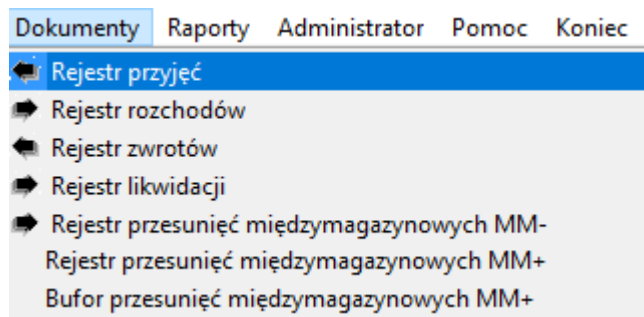 Dokumenty Raporty Administrator Pomoc Koniec
Rejestr przyjęć
Rejestr rozchodów
Rejestr zwrotów
Rejestr likwidacji
Rejestr przesunięć międzymagazynowych MM-
Rejestr przesunięć międzymagazynowych MM+
Bufor przesunięć międzymagazynowych MM+